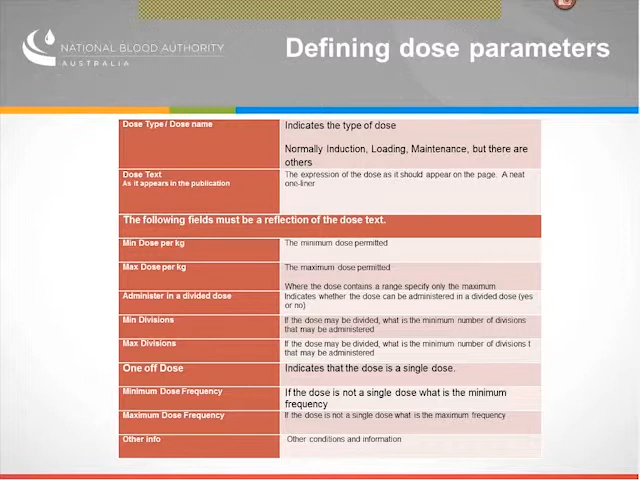 NATIONAL BLOOD AUTHORITY
AUSTRALIA
Defining dose parameters
Dose Type / Dose name
Indicates the type of dose
Normally Induction, Loading, Maintenance, but there are
others
Dose Text
As it appears in the publication
The expression of the dose as it should appear on the page. A neat
one-liner
The following fields must be a reflection of the dose text.
Min Dose per kg
The minimum dose permitted
Max Dose per kg
The maximum dose permitted
Where the dose contains a range specify only the maximum
Administer in a divided dose
Indicates whether the dose can be administered in a divided dose (yes
or no)
Min Divisions
If the dose may be divided, what is the minimum number of divisions
that may be administered
Max Divisions
If the dose may be divided, what is the minimum number of divisions t
that may be administered
One off Dose
Indicates that the dose is a single dose.
Minimum Dose Frequency
If the dose is not a single dose what is the minimum
frequency
Maximum Dose Frequency
If the dose is not a single dose what is the maximum frequency
Other info
Other conditions and information